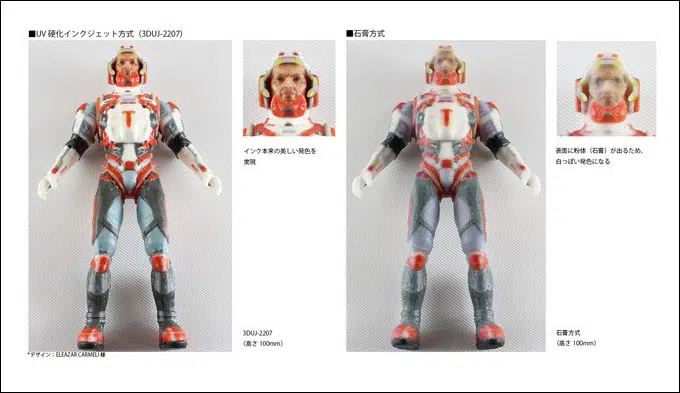 ■UV 硬化インクジェット方式（3DUJ-2207）
T
インク本来の美しい発色を
実現
3DUJ-2207
（高さ 100mm）
*デザイン：ELEAZAR CARMELI 様
■石膏方式
T
表面に粉体（石膏）が出るため、
白っぽい発色になる
石膏方式
（高さ 100mm）